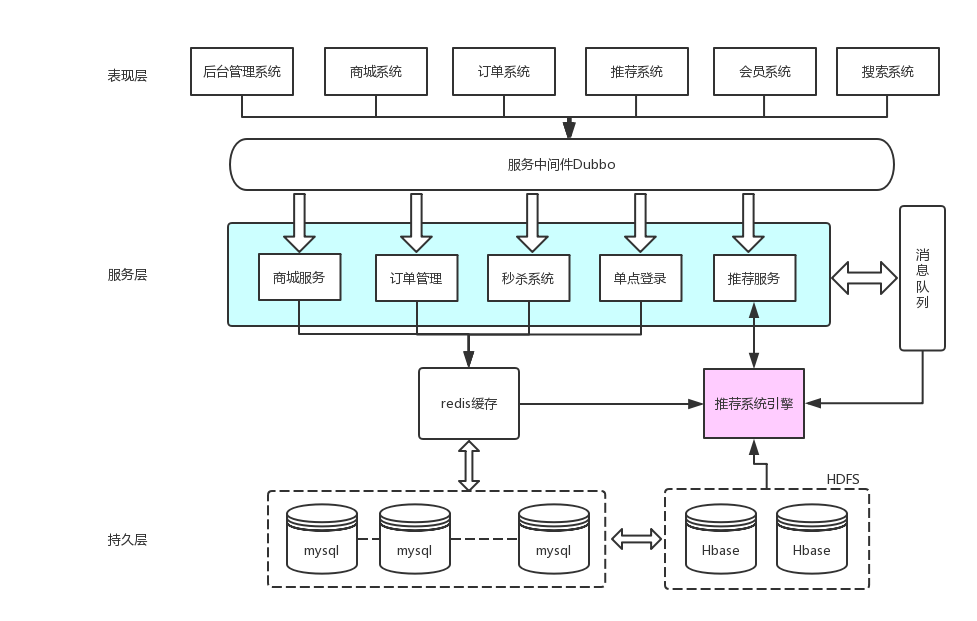 表现层
后台管理系统
商城系统
订单系统
推荐系统
会员系统
搜索系统
服务中间件Dubbo
服务层
商城服务
订单管理
秒杀系统
单点登录
推荐服务
消
息
队
列
redis缓存
推荐系统引擎
HDFS
持久层
mysql
mysql
mysql
Hbase
Hbase